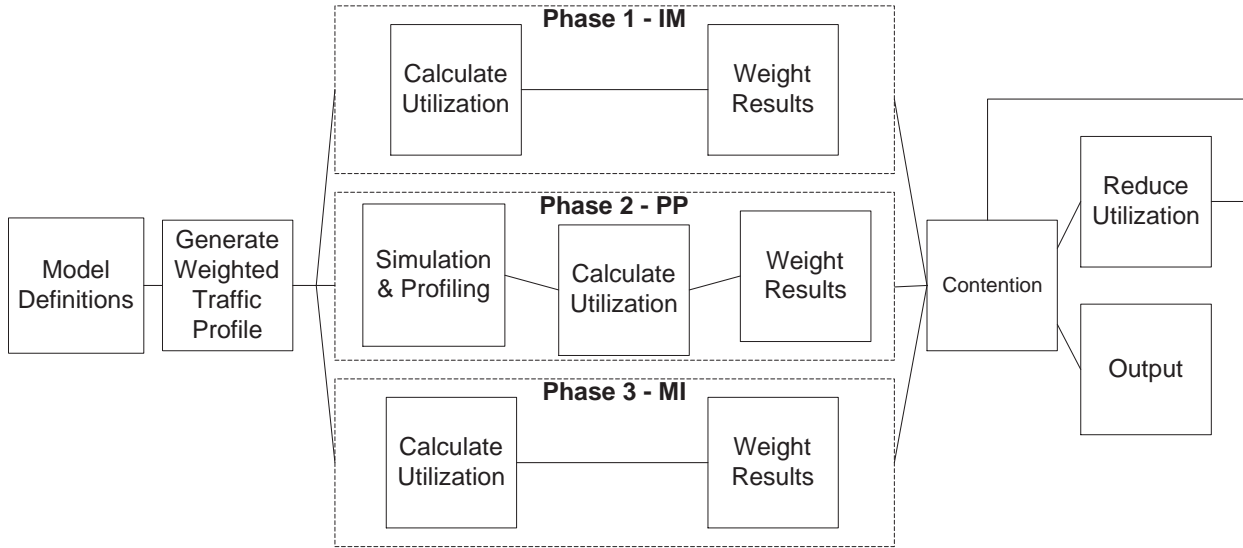 Model
Definitions
Generate
Weighted
Traffic
Profile
Phase 1 - IM
Calculate
Utilization
Weight
Results
Phase 2 - PP
Simulation
& Profiling
Calculate
Utilization
Weight
Results
Phase 3 - MI
Calculate
Utilization
Weight
Results
Contention
Reduce
Utilization
Output